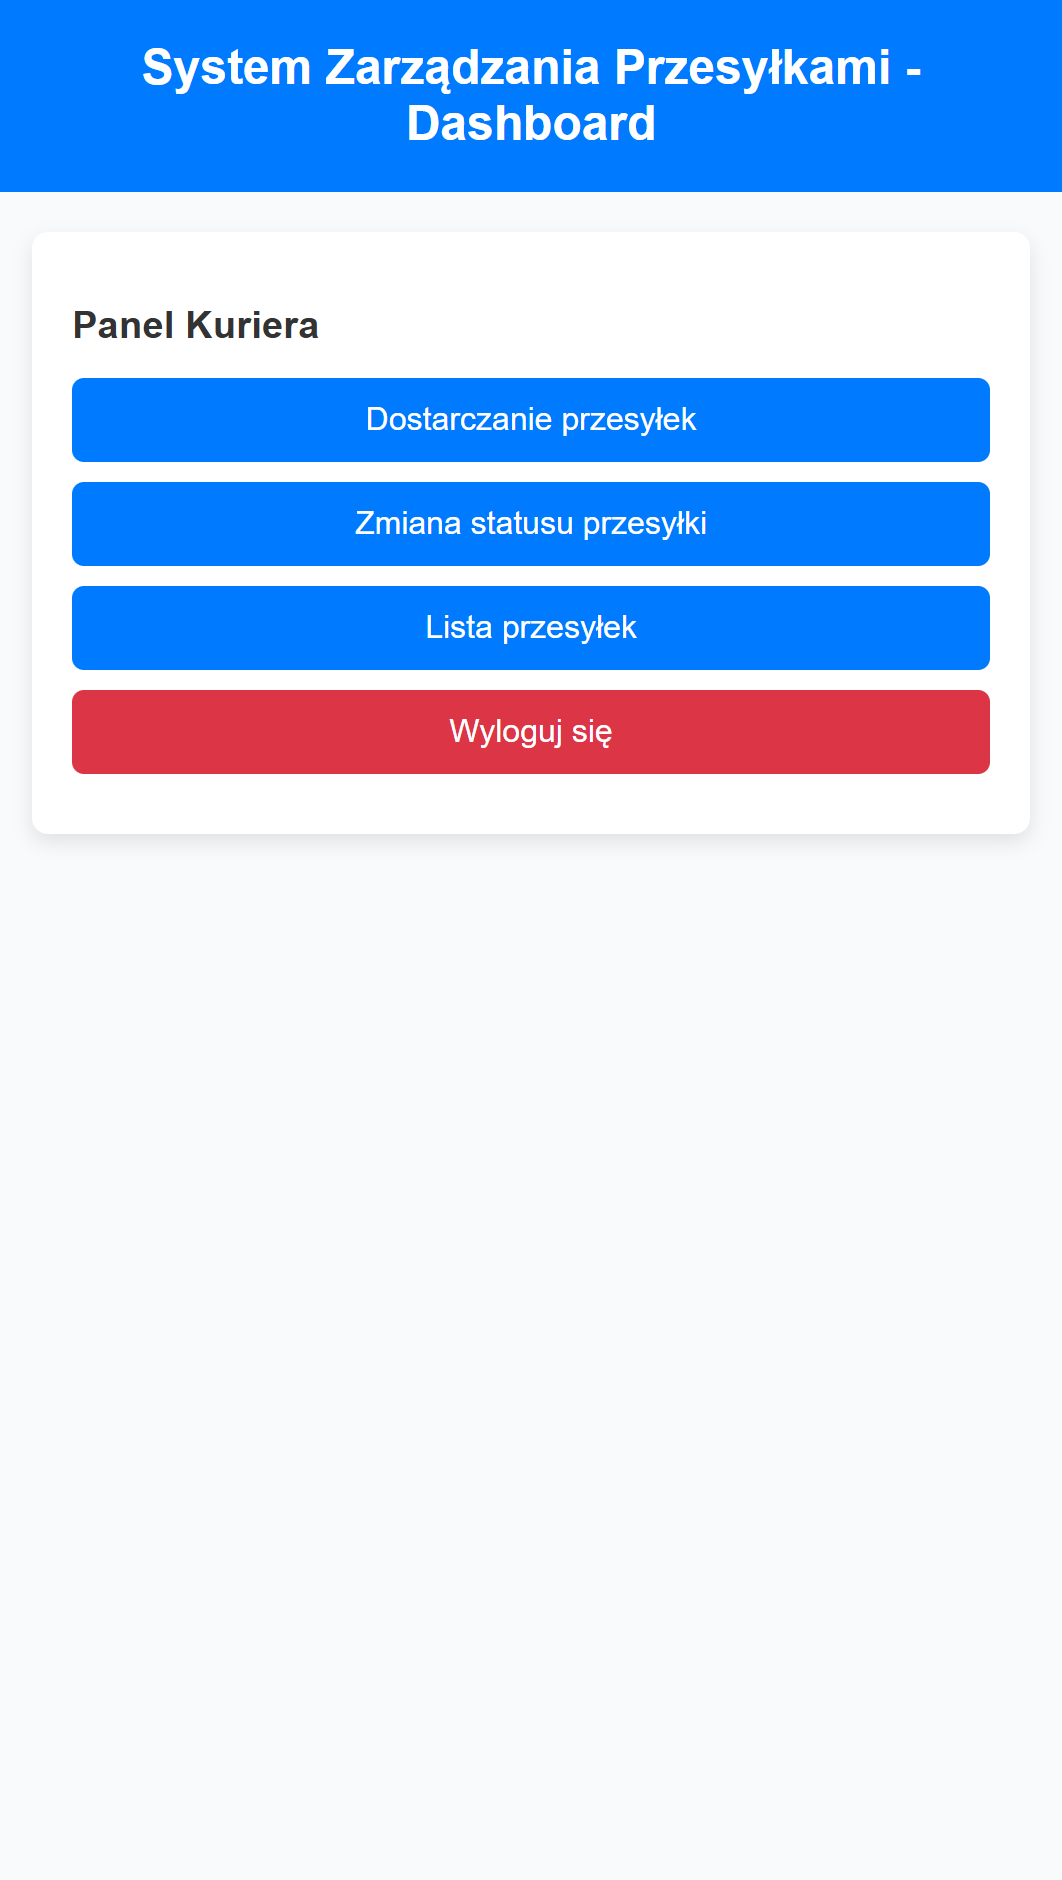 System Zarządzania Przesyłkami -
Dashboard
Panel Kuriera
Dostarczanie przesyłek
Zmiana statusu przesyłki
Lista przesyłek
Wyloguj się